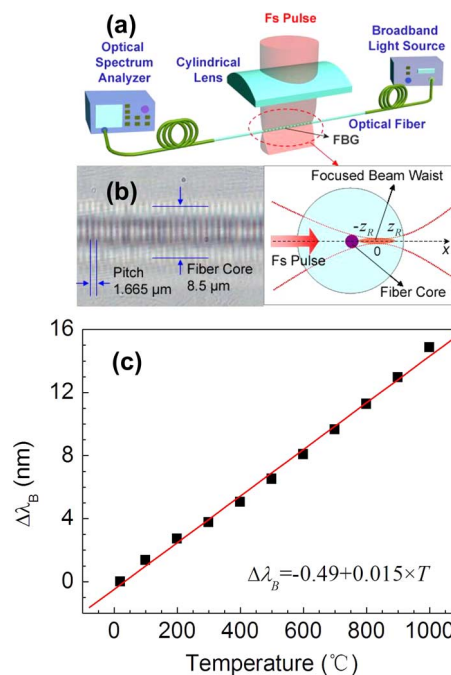 (a)
Fs Pulse
Optical
Spectrum
Analyzer
Cylindrical
Lens
Broadband
Light Source
Optical Fiber
FBG
(b)
Pitch
1.665 μm
Fiber Core
8.5 μm
Focused
Beam Waist
-z_R
z_R
0
x
Fs Pulse
Fiber Core
(c)
16
12
8
4
0
Δλ_B (nm)
Δλ_B=-0.49+0.015×T
0 200 400 600 800 1000
Temperature (℃)